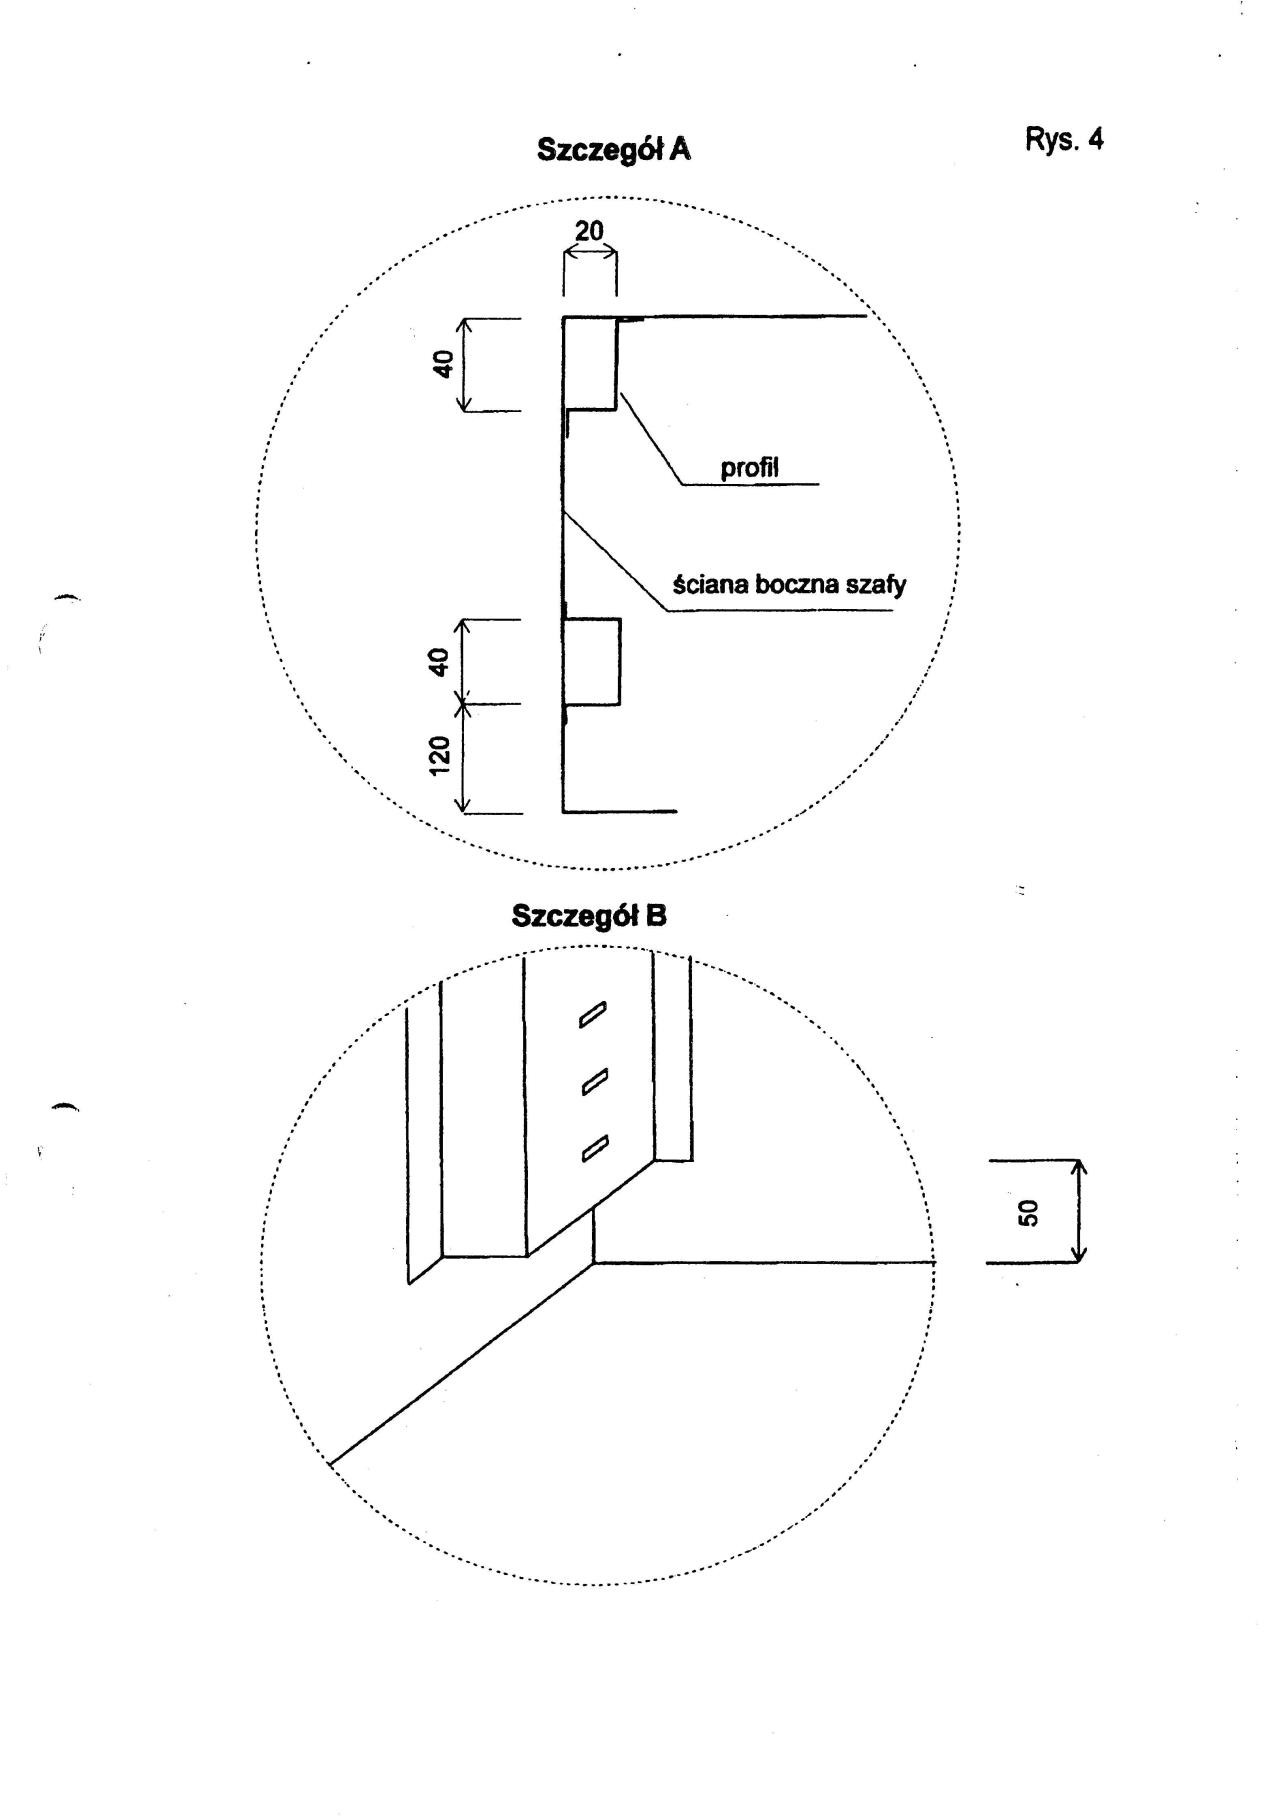 Rys. 4
Szczegół A
20
40
profil
ściana boczna szafy
40
120
Szczegół B
50